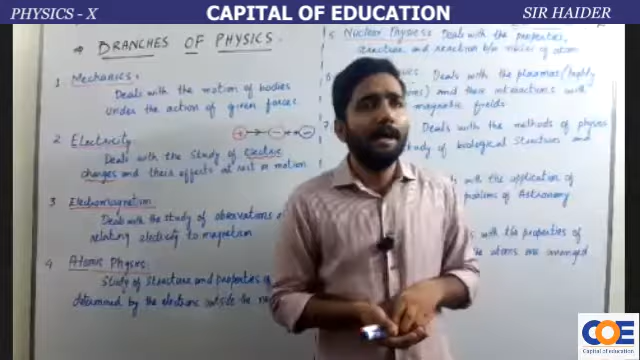 PHYSICS - X
CAPITAL OF EDUCATION
SIR HAIDER
→ BRANCHES OF PHYSICS.
1 Mechanics.
Deals with the motion of bodies
under the action of given forces
2 Electricity
Deals with the study of electric
charges and their effects at rest or motion
3 Electromagnetism
Deals with the study of
relating electricity to magnetism
4 Atomic Physics.
Study of structure and properties of
determined by the electrons outside the
5 Nuclear Physics: Deals with the properties,
structure and reaction b/w nuclei of atom
6 Deals with the plasmas (highly
and their interactions with
magnetic fields
7 Deals with the methods of physics
study of biological structures and
with the application of
problems of Astronomy
with the properties of
the atoms are arranged
COE
Capital of education